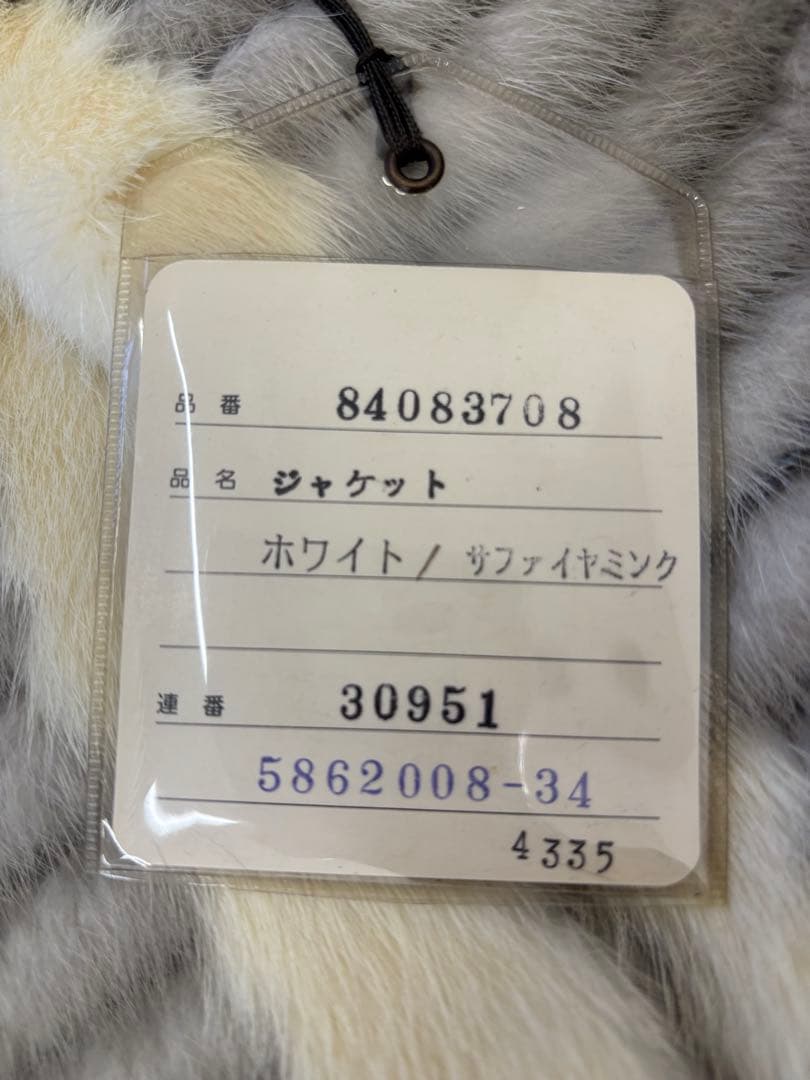 品番 84083708
品名 ジャケット
ホワイト/ サファイヤミンク
連番 30951
5862008-34
4335